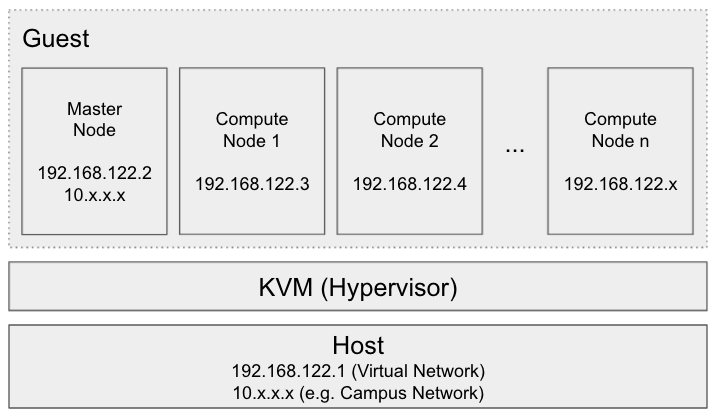 Guest
Master
Node
192.168.122.2
10.x.x.x
Compute
Node 1
192.168.122.3
Compute
Node 2
192.168.122.4
...
Compute
Node n
192.168.122.x
KVM (Hypervisor)
Host
192.168.122.1 (Virtual Network)
10.x.x.x (e.g. Campus Network)